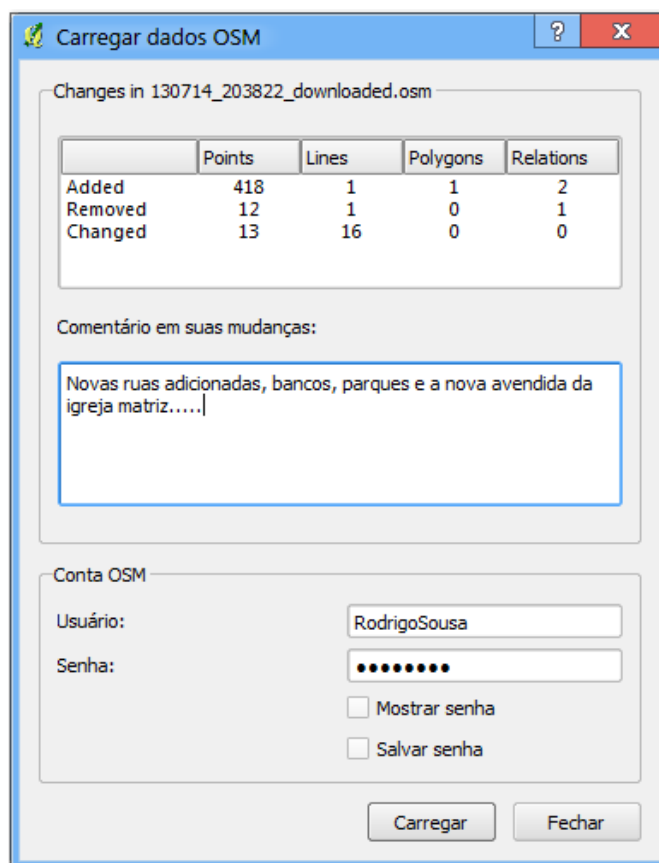 Carregar dados OSM
?
x
Changes in 130714_203822_downloaded.osm
Points Lines Polygons Relations
Added 418 1 1 2
Removed 12 1 0 1
Changed 13 16 0 0
Comentário em suas mudanças:
Novas ruas adicionadas, bancos, parques e a nova avendida da
igreja matriz.....
Conta OSM
Usuário: RodrigoSousa
Senha: ●●●●●●●●
Mostrar senha
Salvar senha
Carregar Fechar